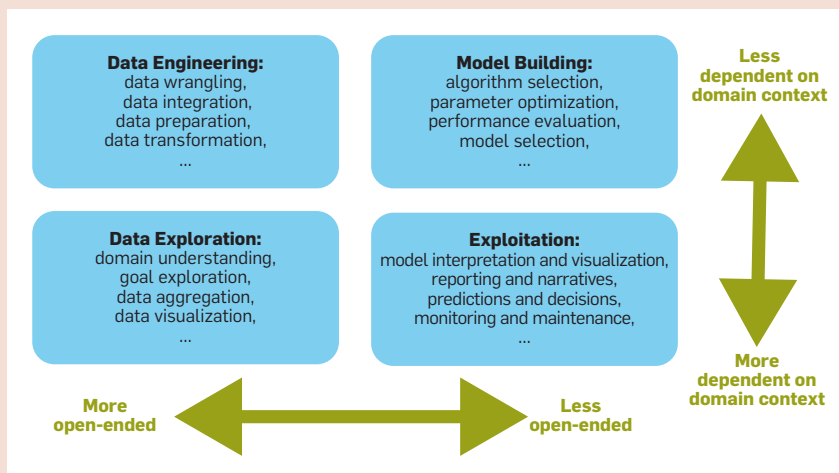 Data Engineering:
data wrangling,
data integration,
data preparation,
data transformation,
...
Model Building:
algorithm selection,
parameter optimization,
performance evaluation,
model selection,
...
Less
dependent on
domain context
Data Exploration:
domain understanding,
goal exploration,
data aggregation,
data visualization,
...
Exploitation:
model interpretation and visualization,
reporting and narratives,
predictions and decisions,
monitoring and maintenance,
...
More
dependent on
domain context
More
open-ended
Less
open-ended